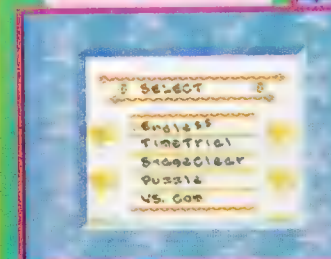 SELECT
Endless
TimeTrial
StageClear
Puzzle
VS. COM